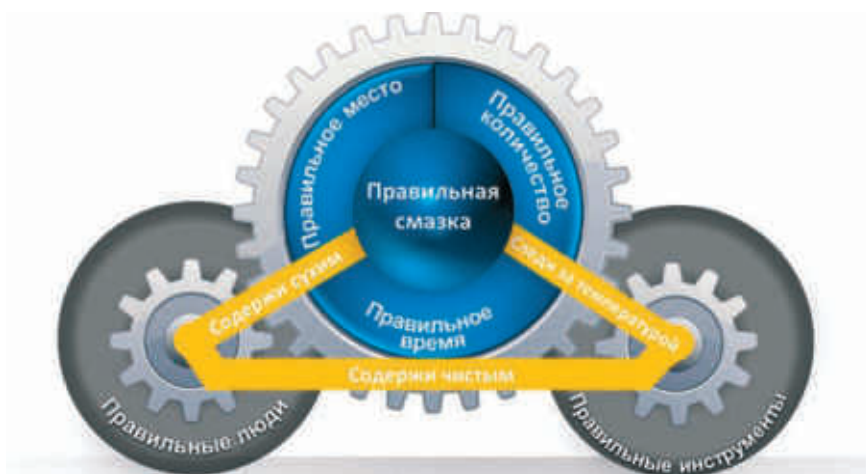 Правильное место
Правильное
количество
Правильная
смазка
Содержи сухим
Следи за температурой
Правильное
время
Содержи чистым
Правильные люди
Правильные инструменты